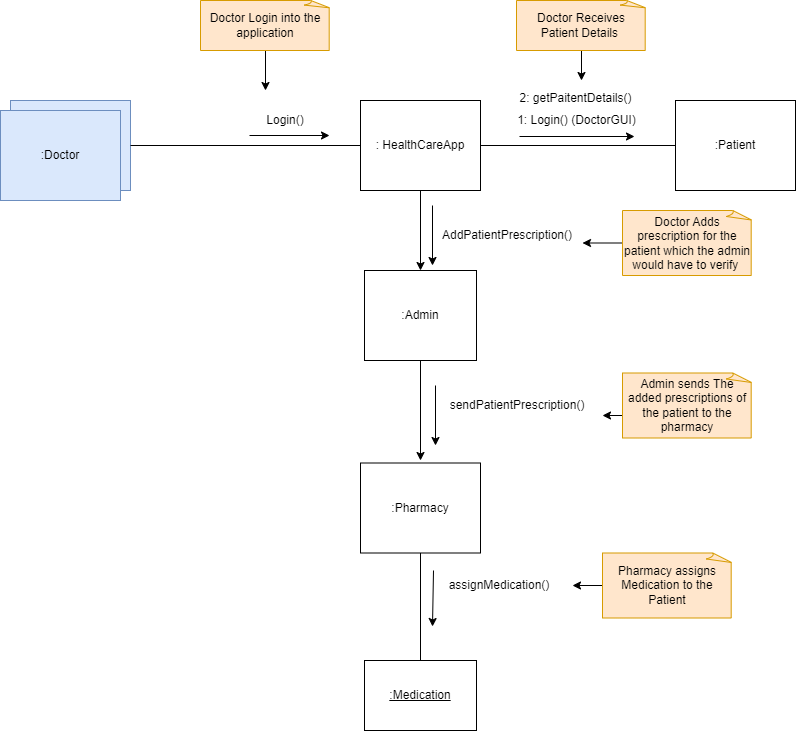 Doctor Login into the
application
Doctor Receives
Patient Details
2: getPaitentDetails()
Login()
1: Login() (DoctorGUI)
:Doctor
: HealthCareApp
:Patient
AddPatientPrescription()
Doctor Adds
prescription for the
patient which the admin
would have to verify
:Admin
sendPatientPrescription()
Admin sends The
added prescriptions of
the patient to the
pharmacy
:Pharmacy
assignMedication()
Pharmacy assigns
Medication to the
Patient
:Medication